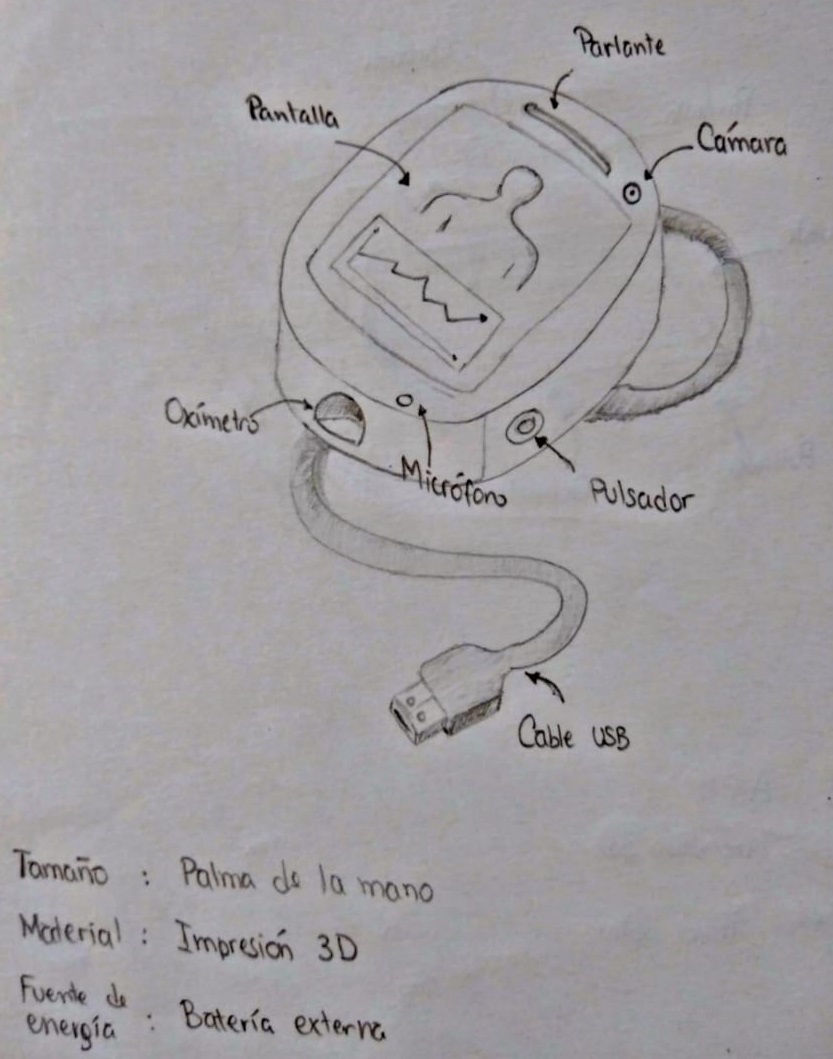 Parlante
Pantalla
Cámara
Oxímetro
Micrófono
Pulsador
Cable USB
Tamaño : Palma de la mano
Material : Impresión 3D
Fuente de
energía : Batería externa